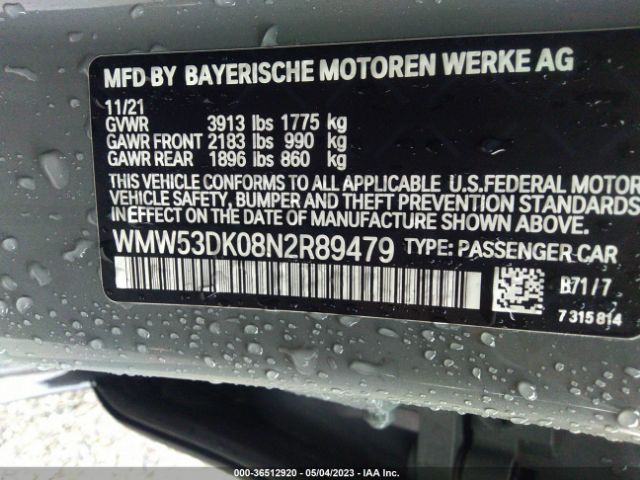 MFD BY BAYERISCHE MOTOREN WERKE AG
11/21
GVWR 3913 lbs 1775 kg
GAWR FRONT 2183 lbs 990 kg
GAWR REAR 1896 lbs 860 kg
THIS VEHICLE CONFORMS TO ALL APPLICABLE U.S.FEDERAL MOTOR
VEHICLE SAFETY, BUMPER AND THEFT PREVENTION STANDARDS
IN EFFECT ON THE DATE OF MANUFACTURE SHOWN ABOVE.
WMW53DK08N2R89479 TYPE: PASSENGER CAR
B71/7
7 315 814
000-36512920 - 05/04/2023 - IAA Inc.